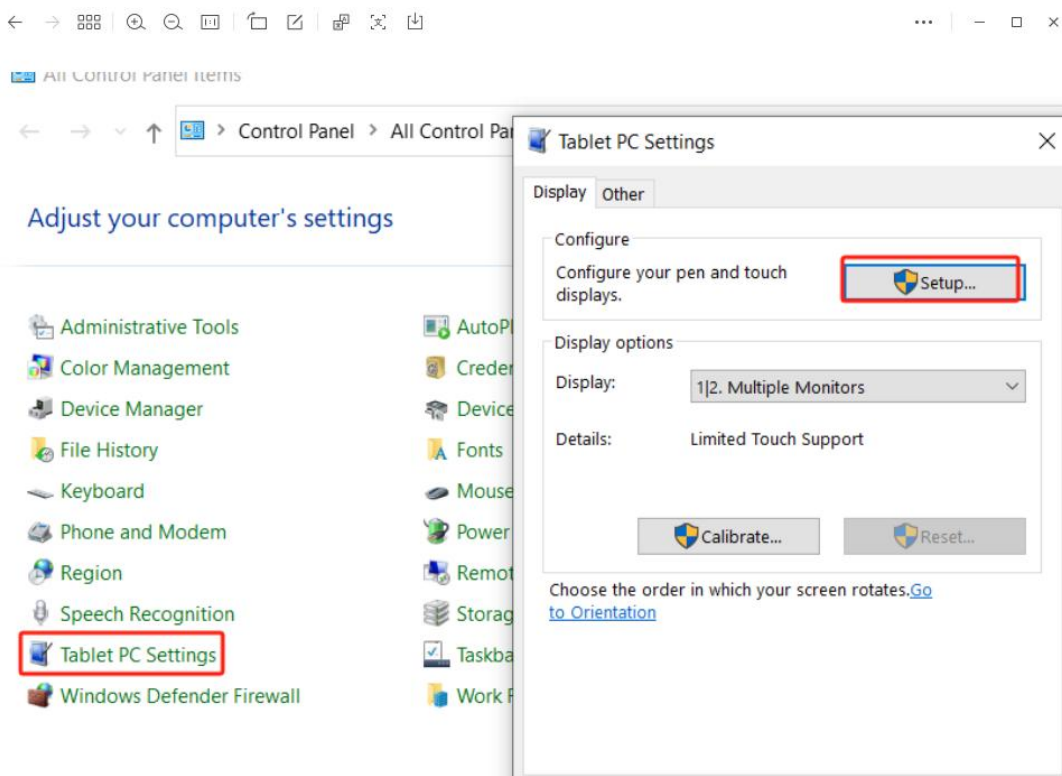 All Control Panel Items
Control Panel > All Control Pa
Tablet PC Settings
Display
Other
Adjust your computer's settings
Configure
Configure your pen and touch
displays.
Setup...
Display options
Display:
1|2. Multiple Monitors
Details:
Limited Touch Support
Calibrate...
Reset...
Choose the order in which your screen rotates.Go
to Orientation
Administrative Tools
Color Management
Device Manager
File History
Keyboard
Phone and Modem
Region
Speech Recognition
Tablet PC Settings
Windows Defender Firewall
AutoPl
Creder
Device
Fonts
Mouse
Power
Remot
Storag
Taskba
Work F